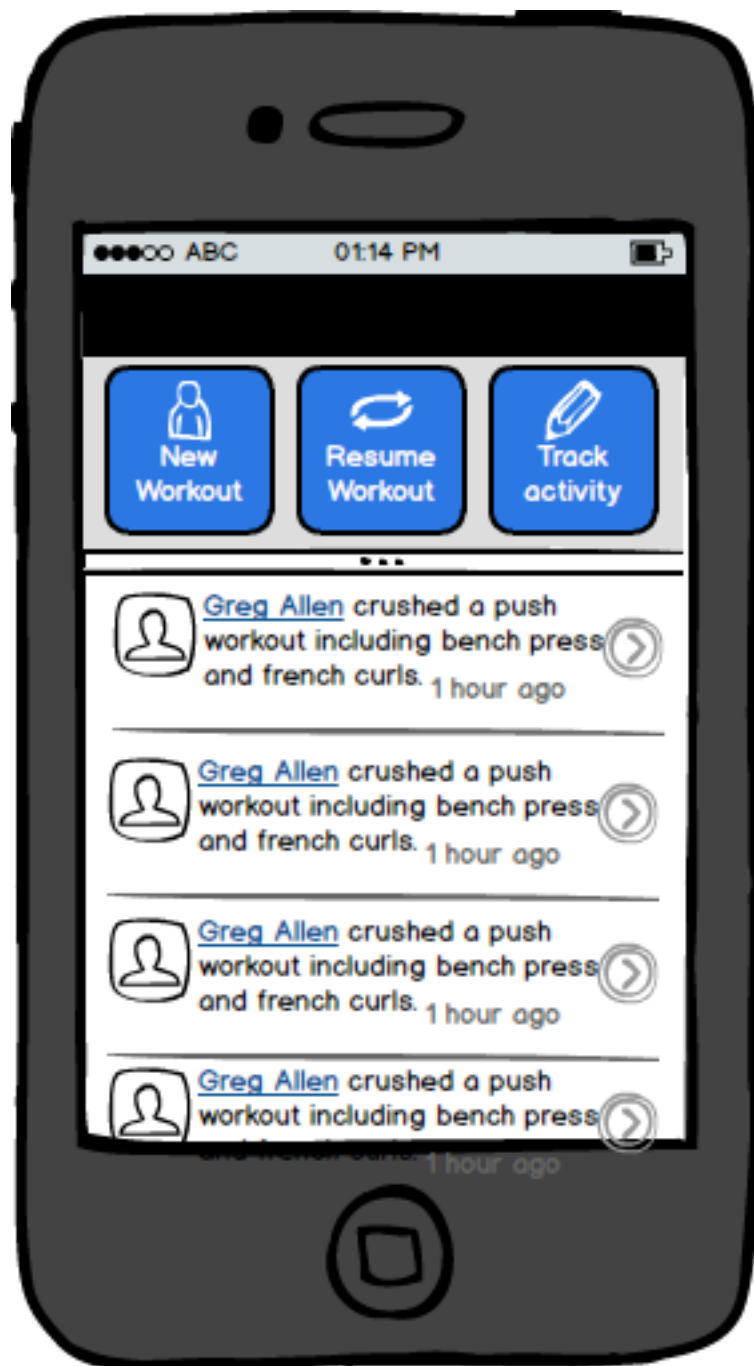 ABC 01:14 PM
New
Workout
Resume
Workout
Track
activity
Greg Allen crushed a push
workout including bench press
and french curls. 1 hour ago
Greg Allen crushed a push
workout including bench press
and french curls. 1 hour ago
Greg Allen crushed a push
workout including bench press
and french curls. 1 hour ago
Greg Allen crushed a push
workout including bench press
and french curls. 1 hour ago